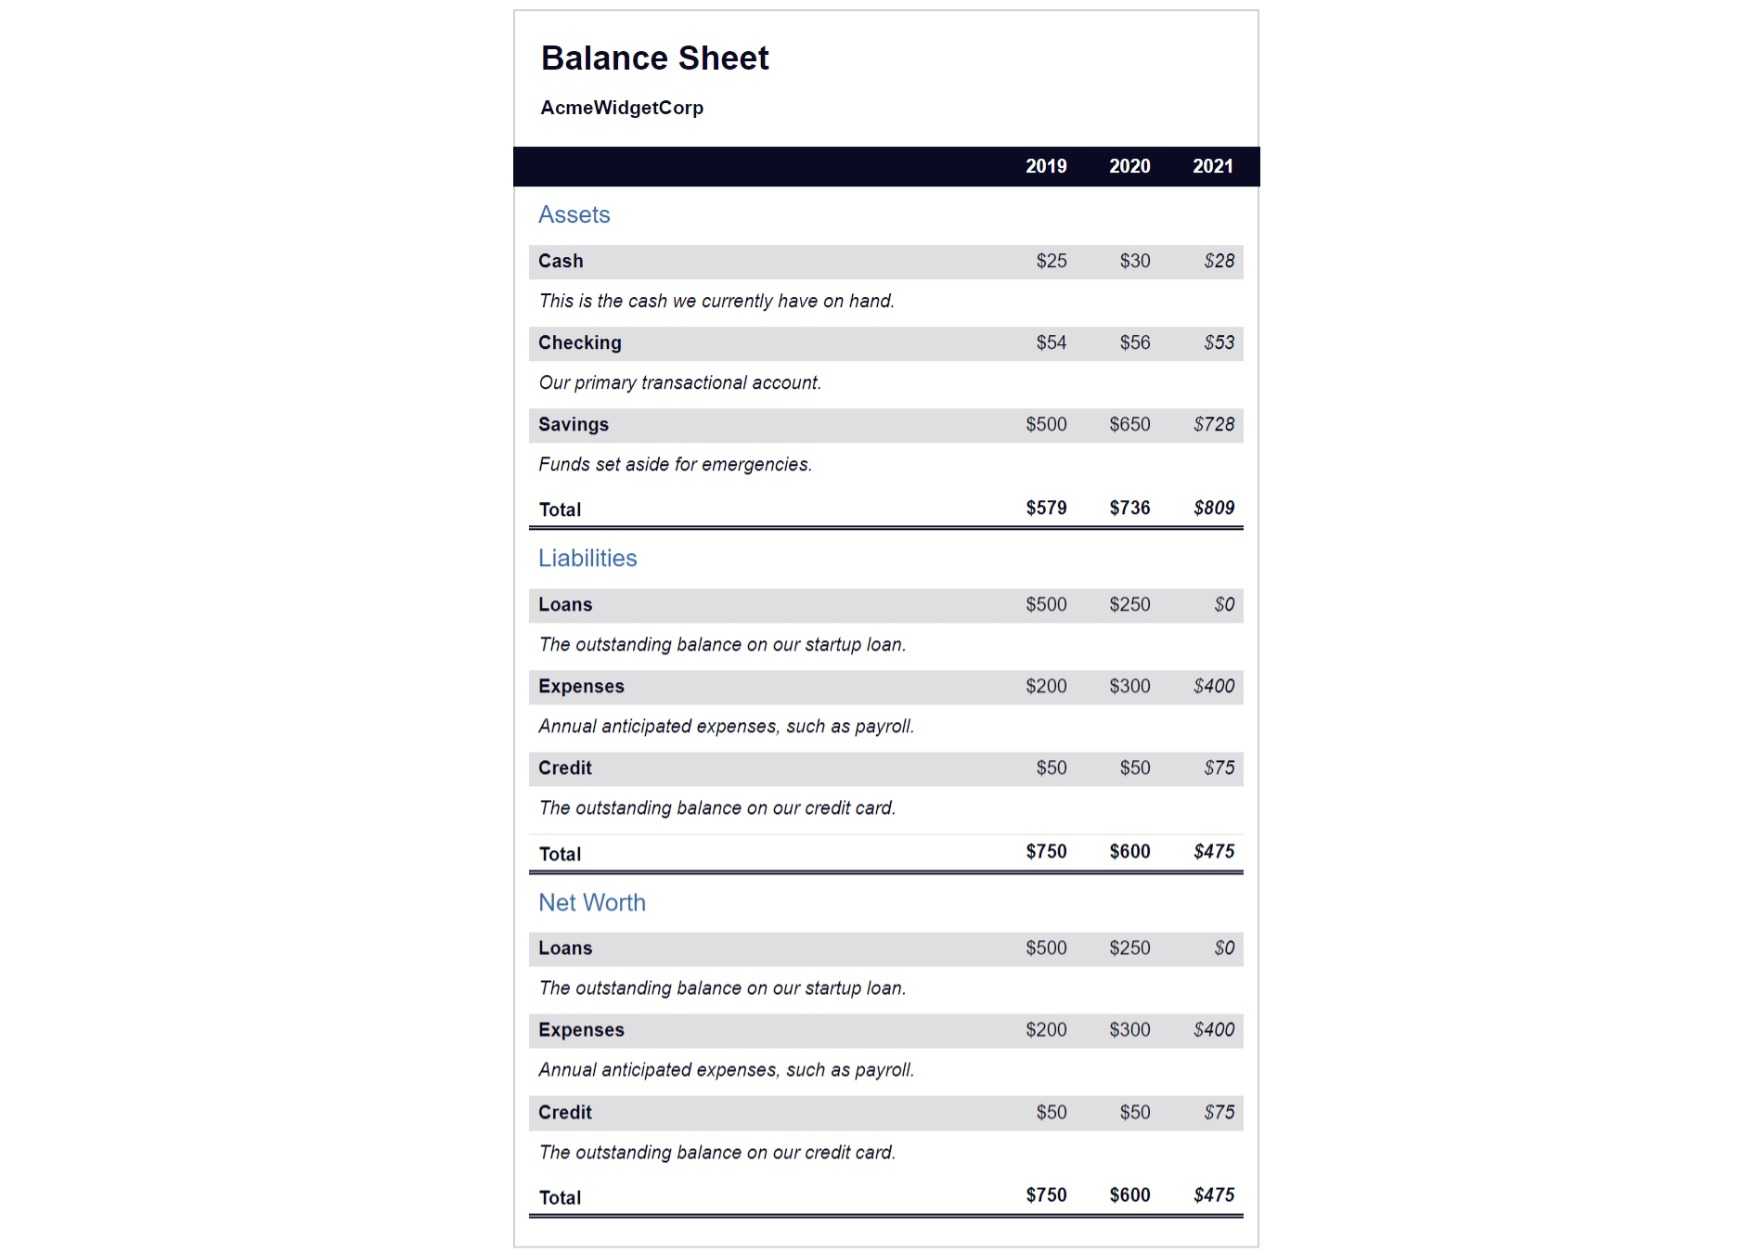 Balance Sheet
AcmeWidgetCorp
2019 2020 2021
Assets
Cash $25 $30 $28
This is the cash we currently have on hand.
Checking $54 $56 $53
Our primary transactional account.
Savings $500 $650 $728
Funds set aside for emergencies.
Total $579 $736 $809
Liabilities
Loans $500 $250 $0
The outstanding balance on our startup loan.
Expenses $200 $300 $400
Annual anticipated expenses, such as payroll.
Credit $50 $50 $75
The outstanding balance on our credit card.
Total $750 $600 $475
Net Worth
Loans $500 $250 $0
The outstanding balance on our startup loan.
Expenses $200 $300 $400
Annual anticipated expenses, such as payroll.
Credit $50 $50 $75
The outstanding balance on our credit card.
Total $750 $600 $475